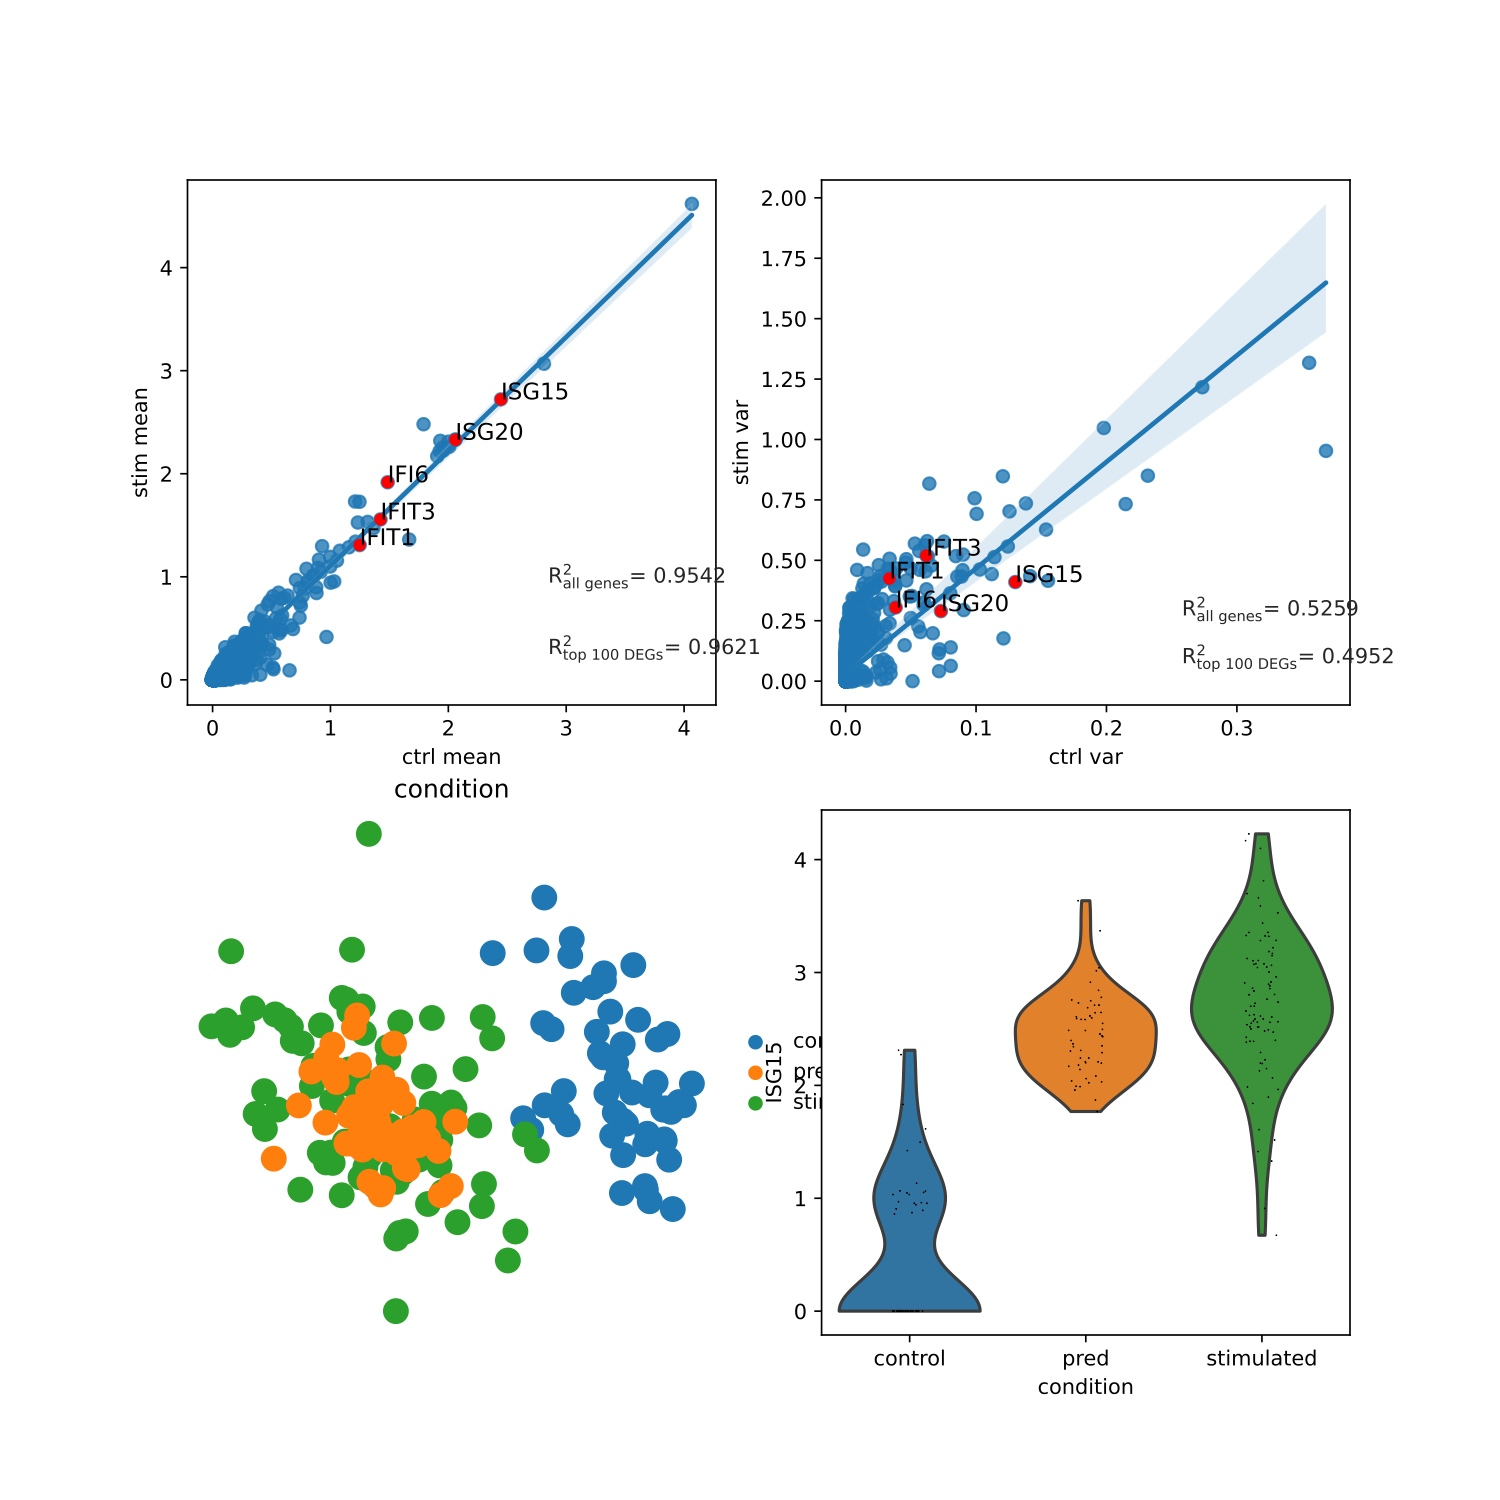 4
3
2
1
0
stim mean
ISG15
ISG20
IFI6
IFIT3
IFIT1
R²all genes= 0.9542
R²top 100 DEGs= 0.9621
0 1 2 3 4
ctrl mean
2.00
1.75
1.50
1.25
1.00
0.75
0.50
0.25
0.00
stim var
IFIT3
IFIT1
ISG15
IFI6
ISG20
R²all genes= 0.5259
R²top 100 DEGs= 0.4952
0.0 0.1 0.2 0.3
ctrl var
condition
ISG15
4
3
2
1
0
control pred stimulated
condition